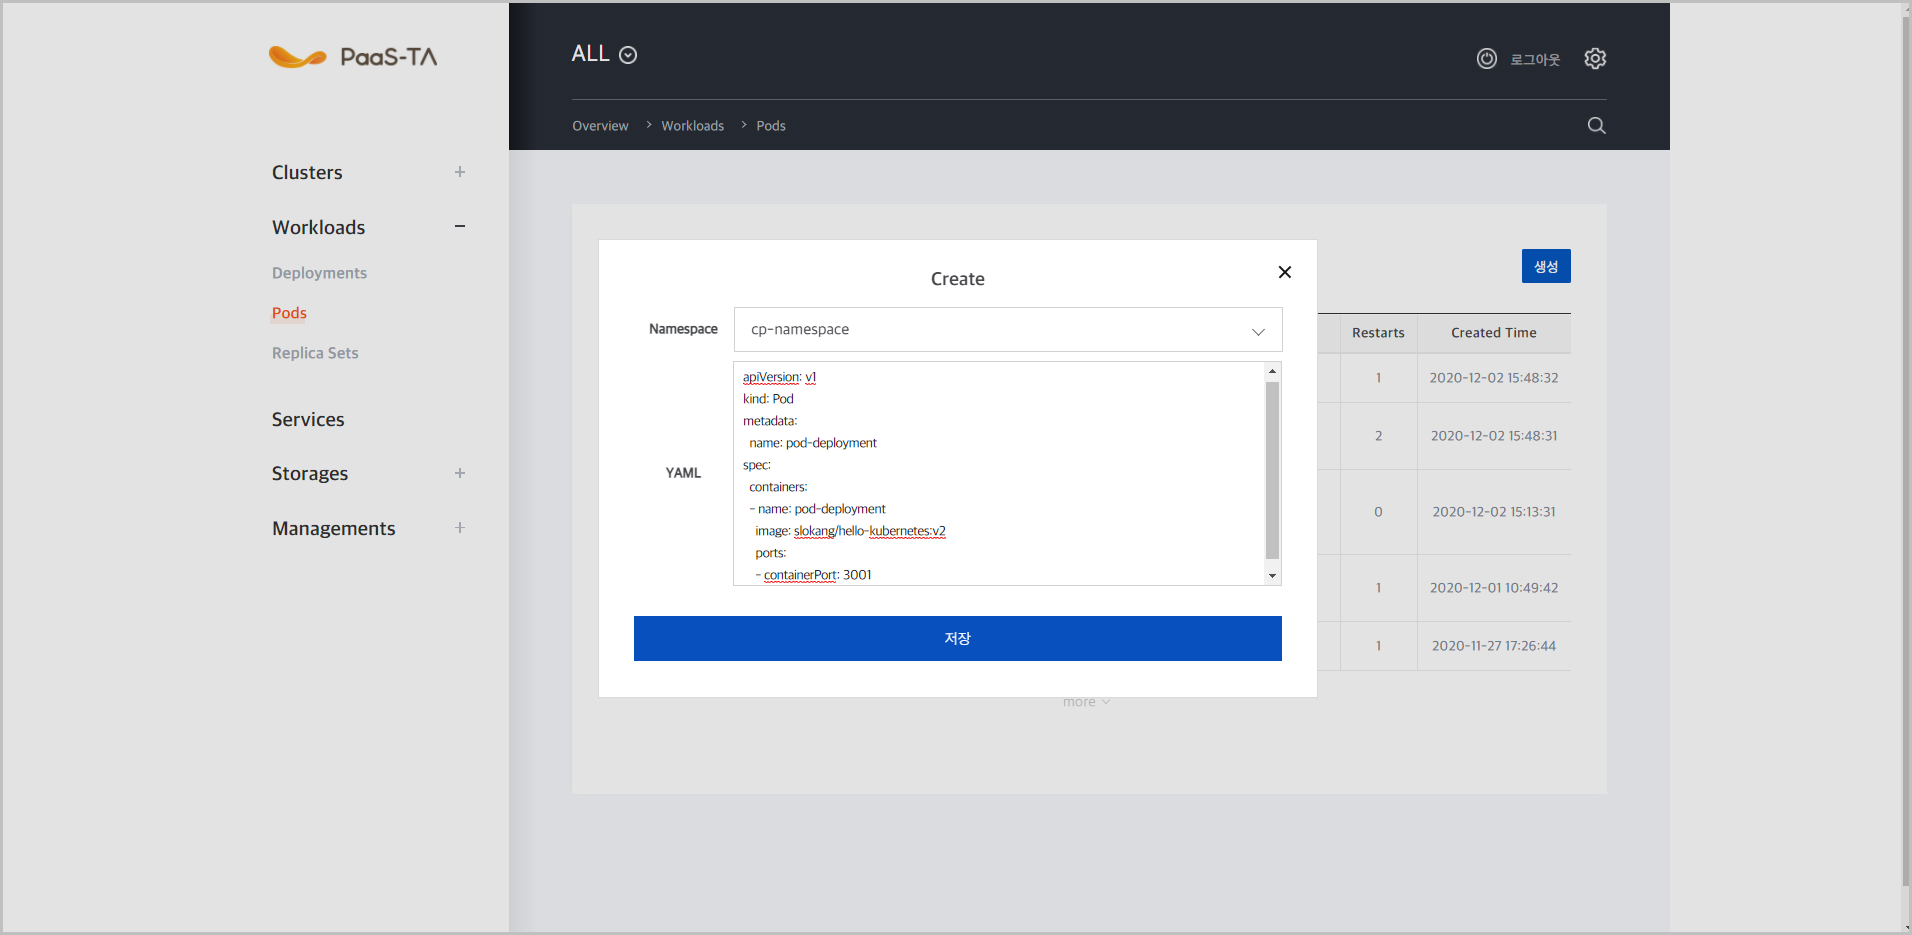 PaaS-TA
ALL
로그아웃
Overview > Workloads > Pods
Clusters +
Workloads −
Deployments
Pods
Replica Sets
Services
Storages +
Managements +
생성
Restarts Created Time
1 2020-12-02 15:48:32
2 2020-12-02 15:48:31
0 2020-12-02 15:13:31
1 2020-12-01 10:49:42
1 2020-11-27 17:26:44
more
Create
Namespace cp-namespace
YAML
apiVersion: v1
kind: Pod
metadata:
  name: pod-deployment
spec:
  containers:
  - name: pod-deployment
    image: slokang/hello-kubernetes:v2
    ports:
    - containerPort: 3001
저장